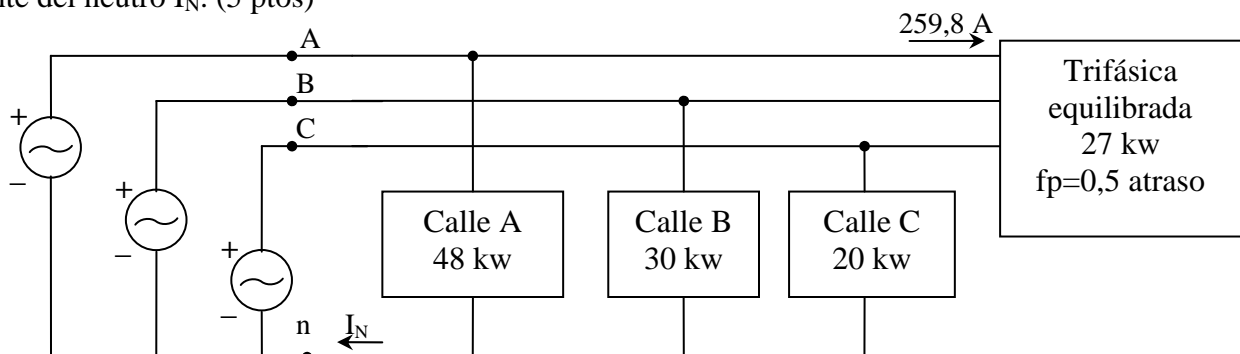 nte del neutro I_N. (5 ptos)
259,8 A
A
B
C
Trifásica
equilibrada
27 kw
fp=0,5 atraso
+
−
+
−
+
−
Calle A
48 kw
Calle B
30 kw
Calle C
20 kw
n
I_N